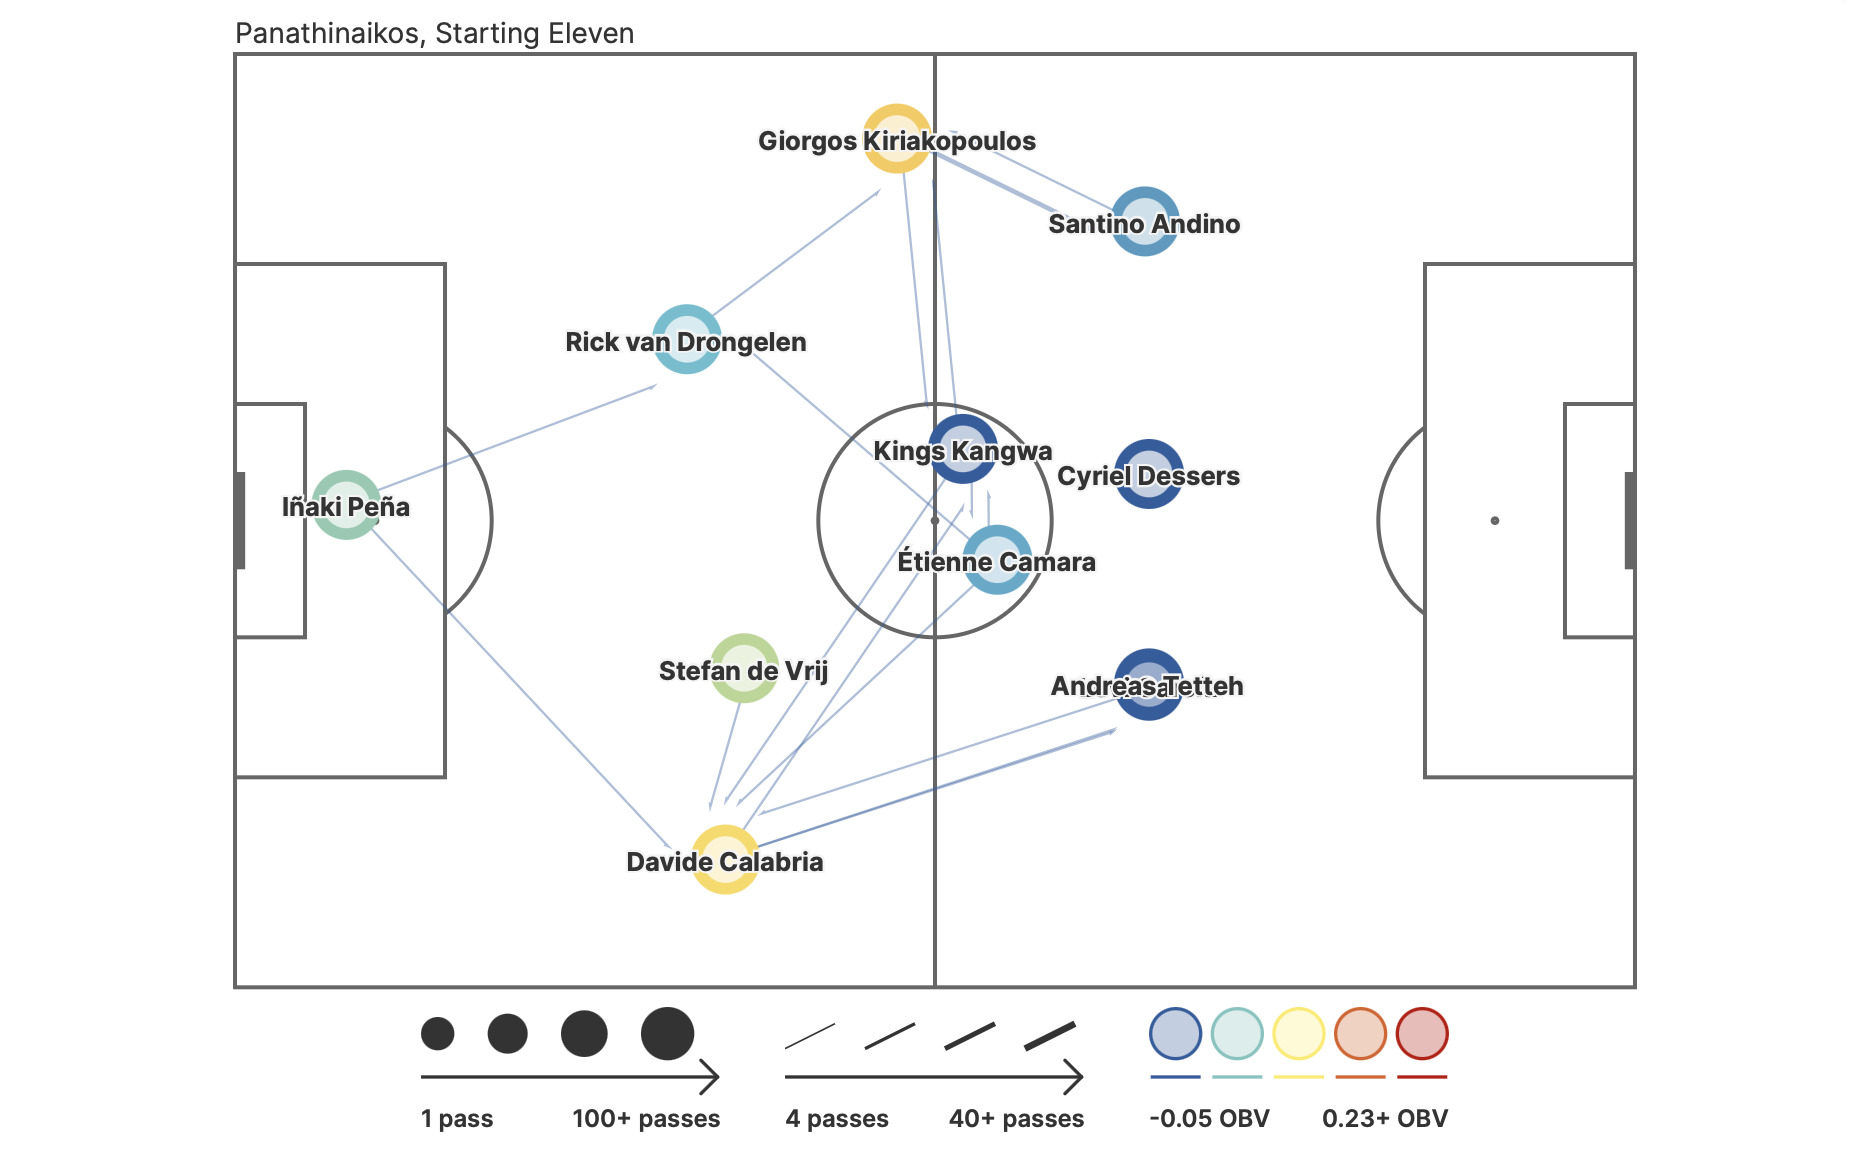 Panathinaikos, Starting Eleven
Giorgos Kiriakopoulos
Santino Andino
Rick van Drongelen
Kings Kangwa
Cyriel Dessers
Iñaki Peña
Étienne Camara
Stefan de Vrij
Andreas Tetteh
Davide Calabria
1 pass
100+ passes
4 passes
40+ passes
-0.05 OBV
0.23+ OBV